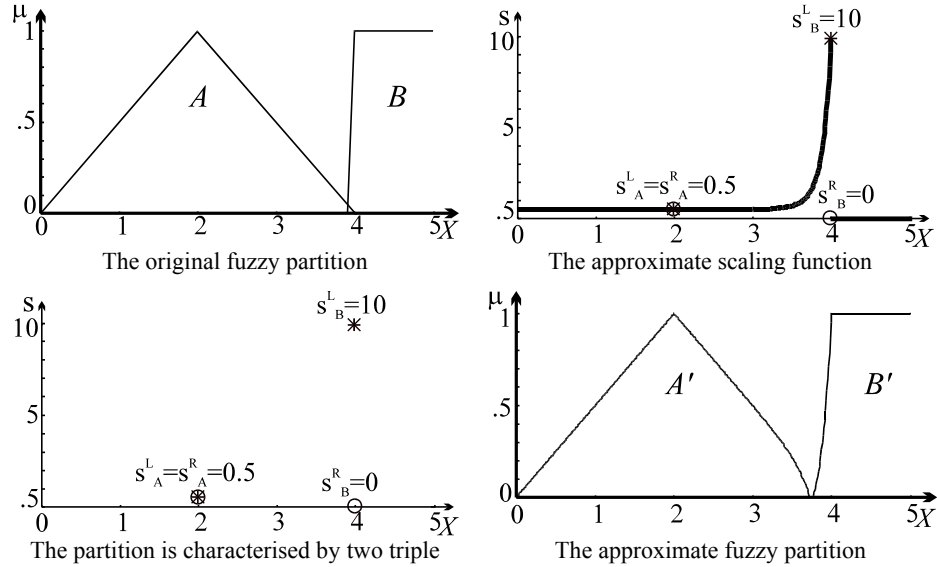 μ
1
.5
0
A
B
0 1 2 3 4 5 X
The original fuzzy partition
s
10
5
.5
s^L_B=10
s^L_A=s^R_A=0.5
s^R_B=0
0 1 2 3 4 5 X
The approximate scaling function
s
10
5
.5
s^L_B=10
s^L_A=s^R_A=0.5
s^R_B=0
0 1 2 3 4 5 X
The partition is characterised by two triple
μ
1
.5
0
A′
B′
0 1 2 3 4 5 X
The approximate fuzzy partition